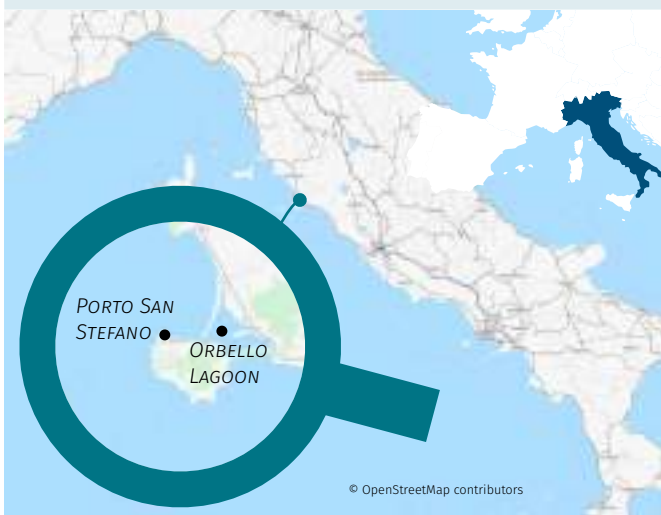 PORTO SAN
STEFANO
ORBELLO
LAGOON
© OpenStreetMap contributors